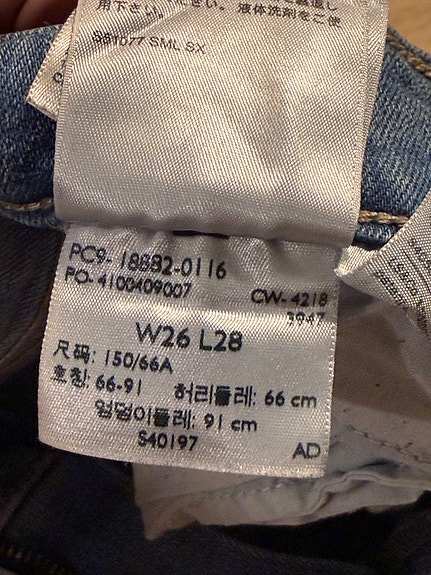 用下さい。液体洗剤をご使
S51077 SML SX
PC9-18882-0116
PO-4100409007
CW-4218
3947
W26 L28
尺码: 150/66A
호칭: 66-91 허리둘레: 66 cm
엉덩이둘레: 91 cm
S40197
AD